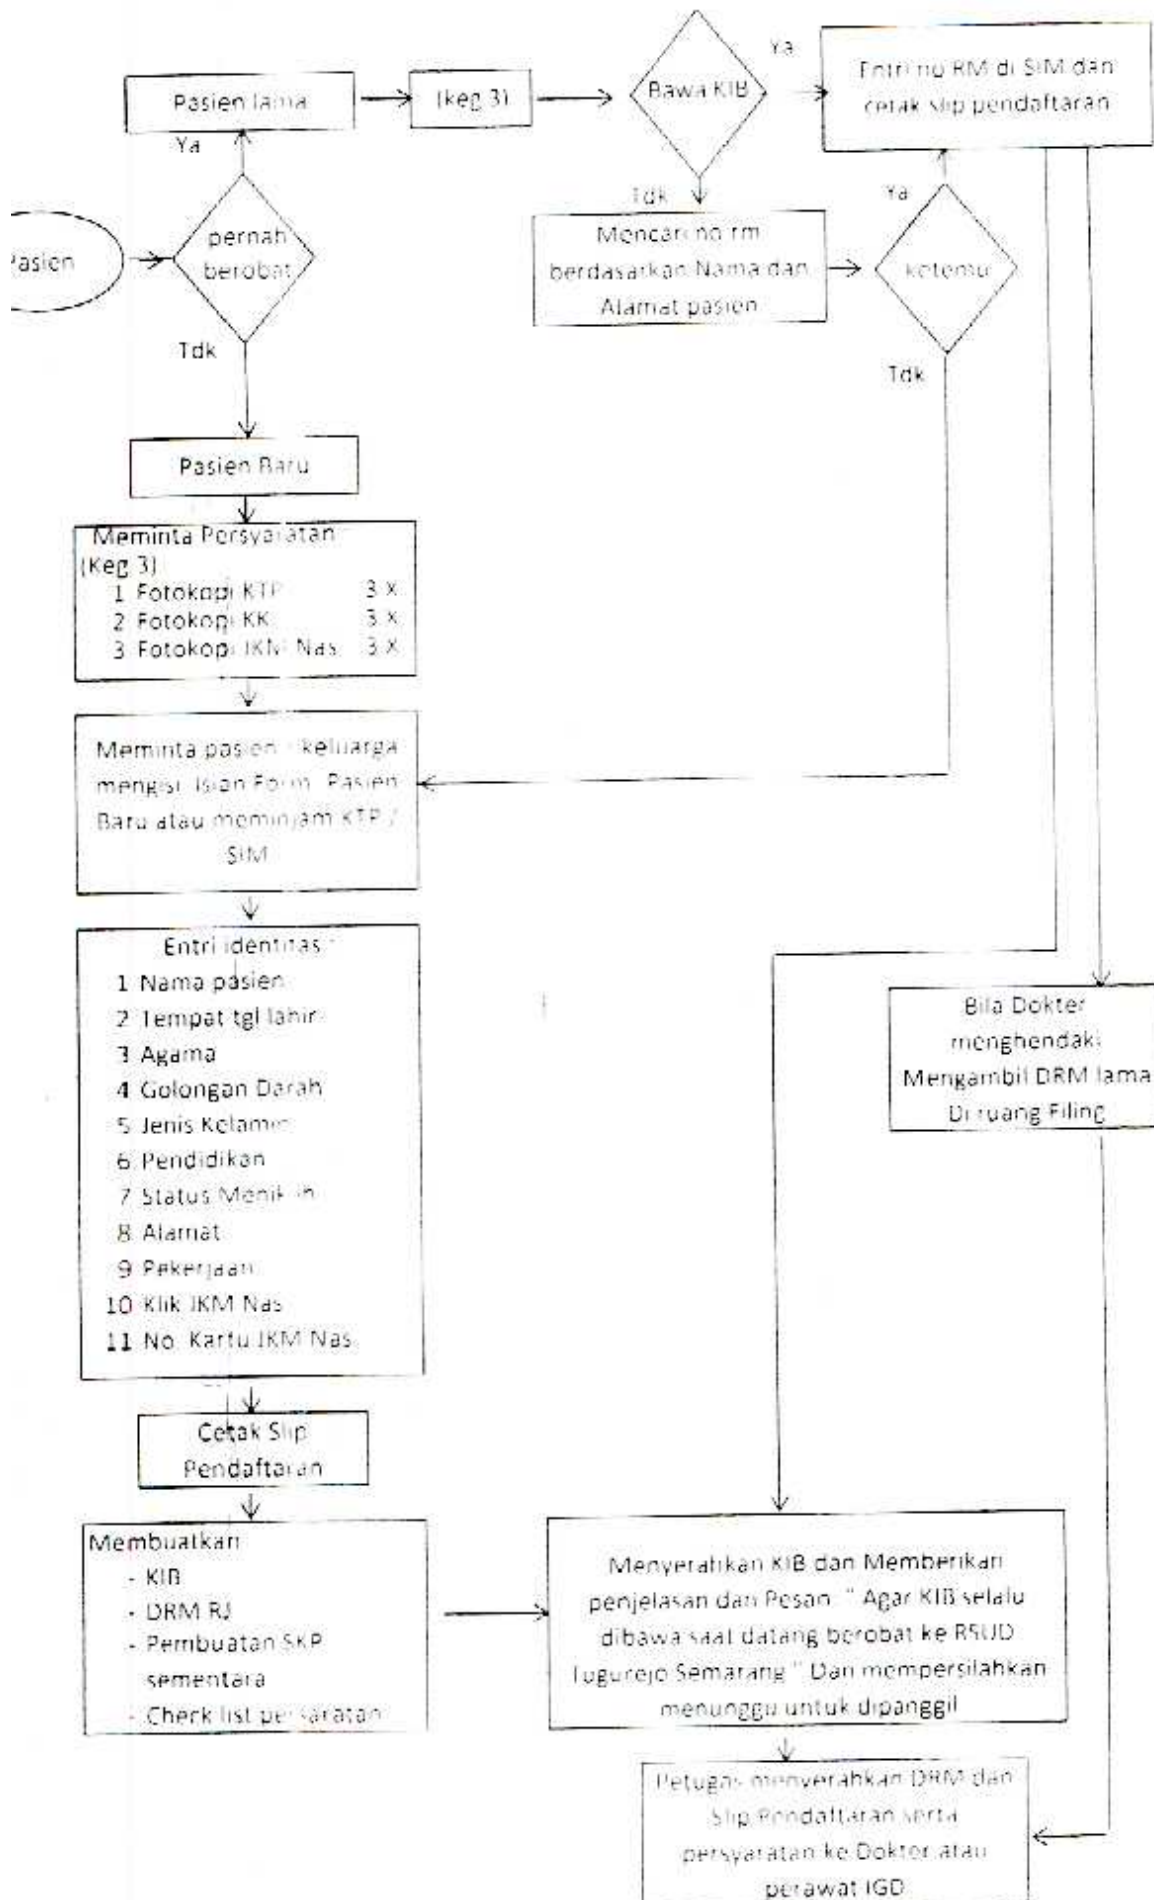 Pasien
pernah
berobat
Ya
Tdk
Pasien lama
(keg 3)
Bawa KIB
Ya
Tdk
Entri no RM di SIM dan
cetak slip pendaftaran
Mencari no rm
berdasarkan Nama dan
Alamat pasien
ketemu
Ya
Tdk
Pasien Baru
Meminta Persyaratan
(Keg 3)
1 Fotokopi KTP 3 X
2 Fotokopi KK 3 X
3 Fotokopi JKM Nas 3 X
Meminta pasien keluarga
mengisi Isian Form Pasien
Baru atau meminjam KTP /
SIM
Entri identitas :
1 Nama pasien
2 Tempat tgl lahir
3 Agama
4 Golongan Darah
5 Jenis Kelamin
6 Pendidikan
7 Status Menikah
8 Alamat
9 Pekerjaan
10 Klik JKM Nas
11 No. Kartu JKM Nas
Cetak Slip
Pendaftaran
Membuatkan
- KIB
- DRM RJ
- Pembuatan SKP
sementara
- Check list persaratan
Bila Dokter
menghendaki
Mengambil DRM lama
Di ruang Filing
Menyerahkan KIB dan Memberikan
penjelasan dan Pesan " Agar KIB selalu
dibawa saat datang berobat ke RSUD
Tugurejo Semarang " Dan mempersilahkan
menunggu untuk dipanggil
Petugas menyerahkan DRM dan
Slip Pendaftaran serta
persyaratan ke Dokter atau
perawat IGD